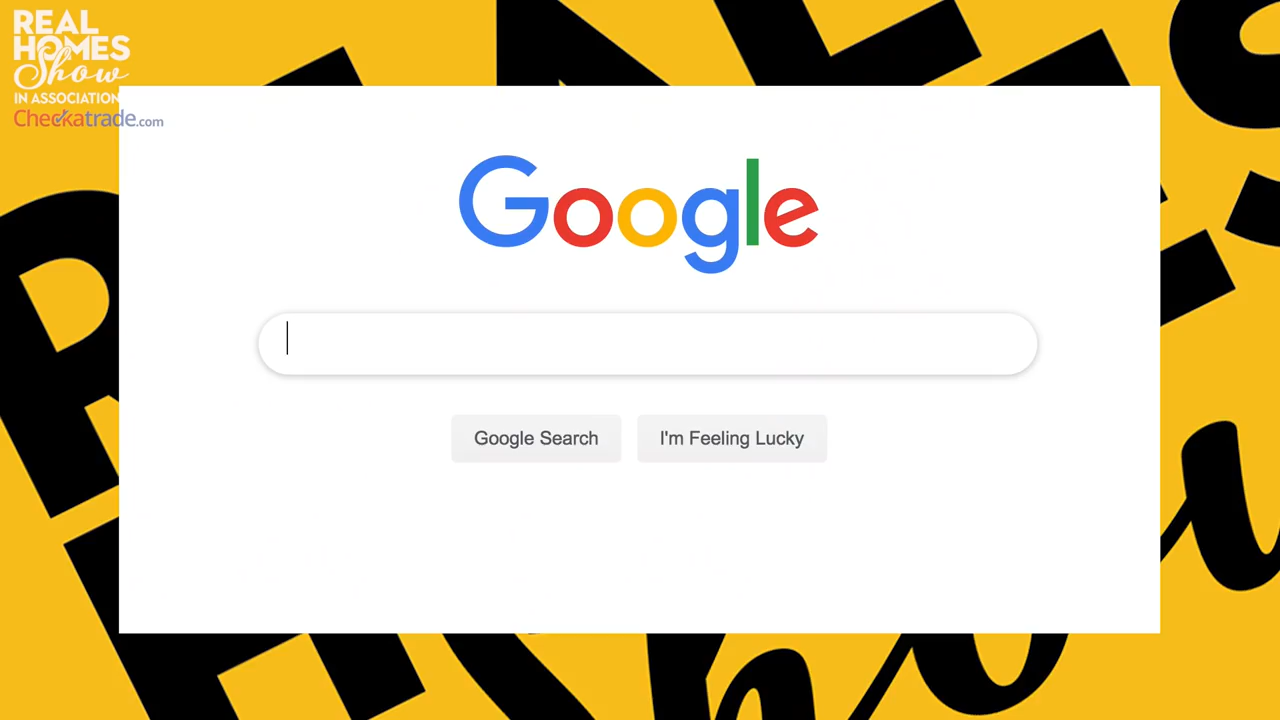 REAL
HOMES
Show
IN ASSOCIATION
Checkatrade.com
Google
Google Search
I'm Feeling Lucky